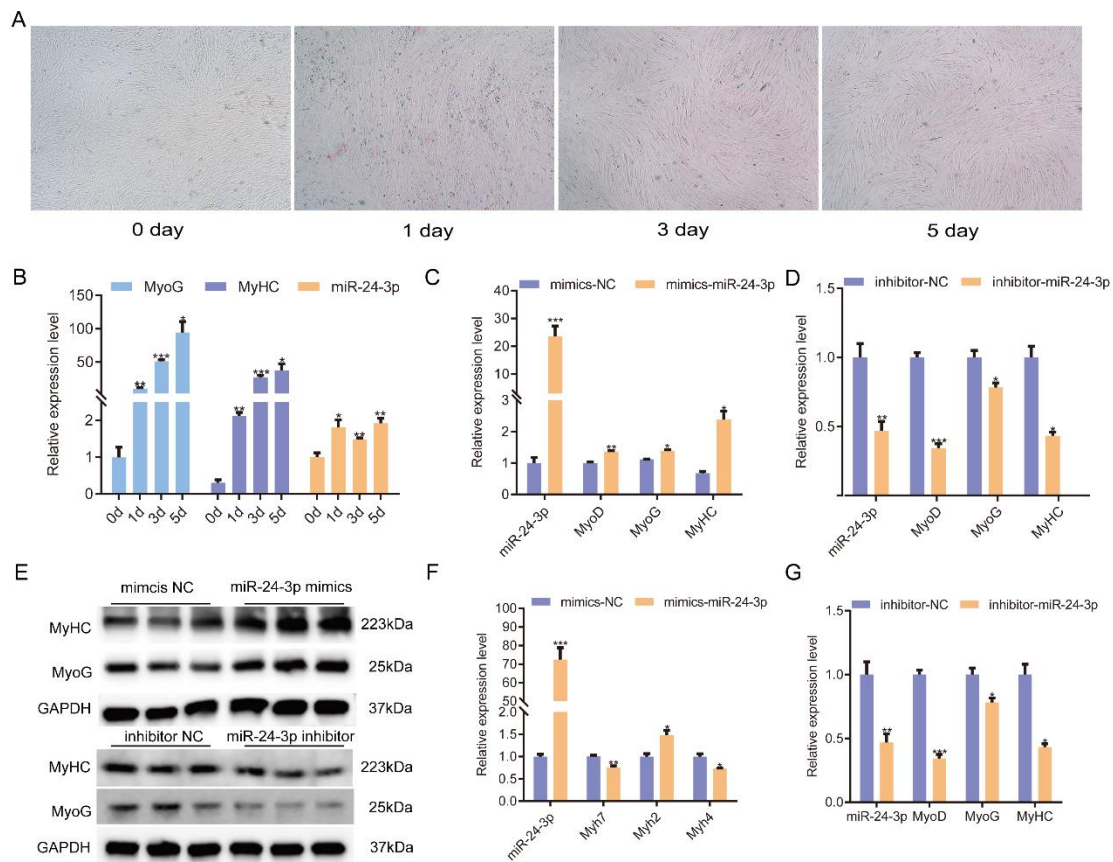 A
0 day
1 day
3 day
5 day
B
MyoG
MyHC
miR-24-3p
Relative expression level
150
100
50
2
1
0
**
***
*
**
***
*
*
**
**
0d
1d
3d
5d
0d
1d
3d
5d
0d
1d
3d
5d
C
mimics-NC
mimics-miR-24-3p
Relative expression level
40
30
20
10
2
1
0
***
**
*
*
miR-24-3p
MyoD
MyoG
MyHC
D
inhibitor-NC
inhibitor-miR-24-3p
Relative expression level
1.5
1.0
0.5
0
**
***
*
*
miR-24-3p
MyoD
MyoG
MyHC
E
mimcis NC
miR-24-3p mimics
MyHC
223kDa
MyoG
25kDa
GAPDH
37kDa
inhibitor NC
miR-24-3p inhibitor
MyHC
223kDa
MyoG
25kDa
GAPDH
37kDa
F
mimics-NC
mimics-miR-24-3p
Relative expression level
100
90
80
70
60
50
2.0
1.5
1.0
0.5
0.0
***
**
*
*
miR-24-3p
Myh7
Myh2
Myh4
G
inhibitor-NC
inhibitor-miR-24-3p
Relative expression level
1.5
1.0
0.5
0.0
**
***
*
*
miR-24-3p
MyoD
MyoG
MyHC